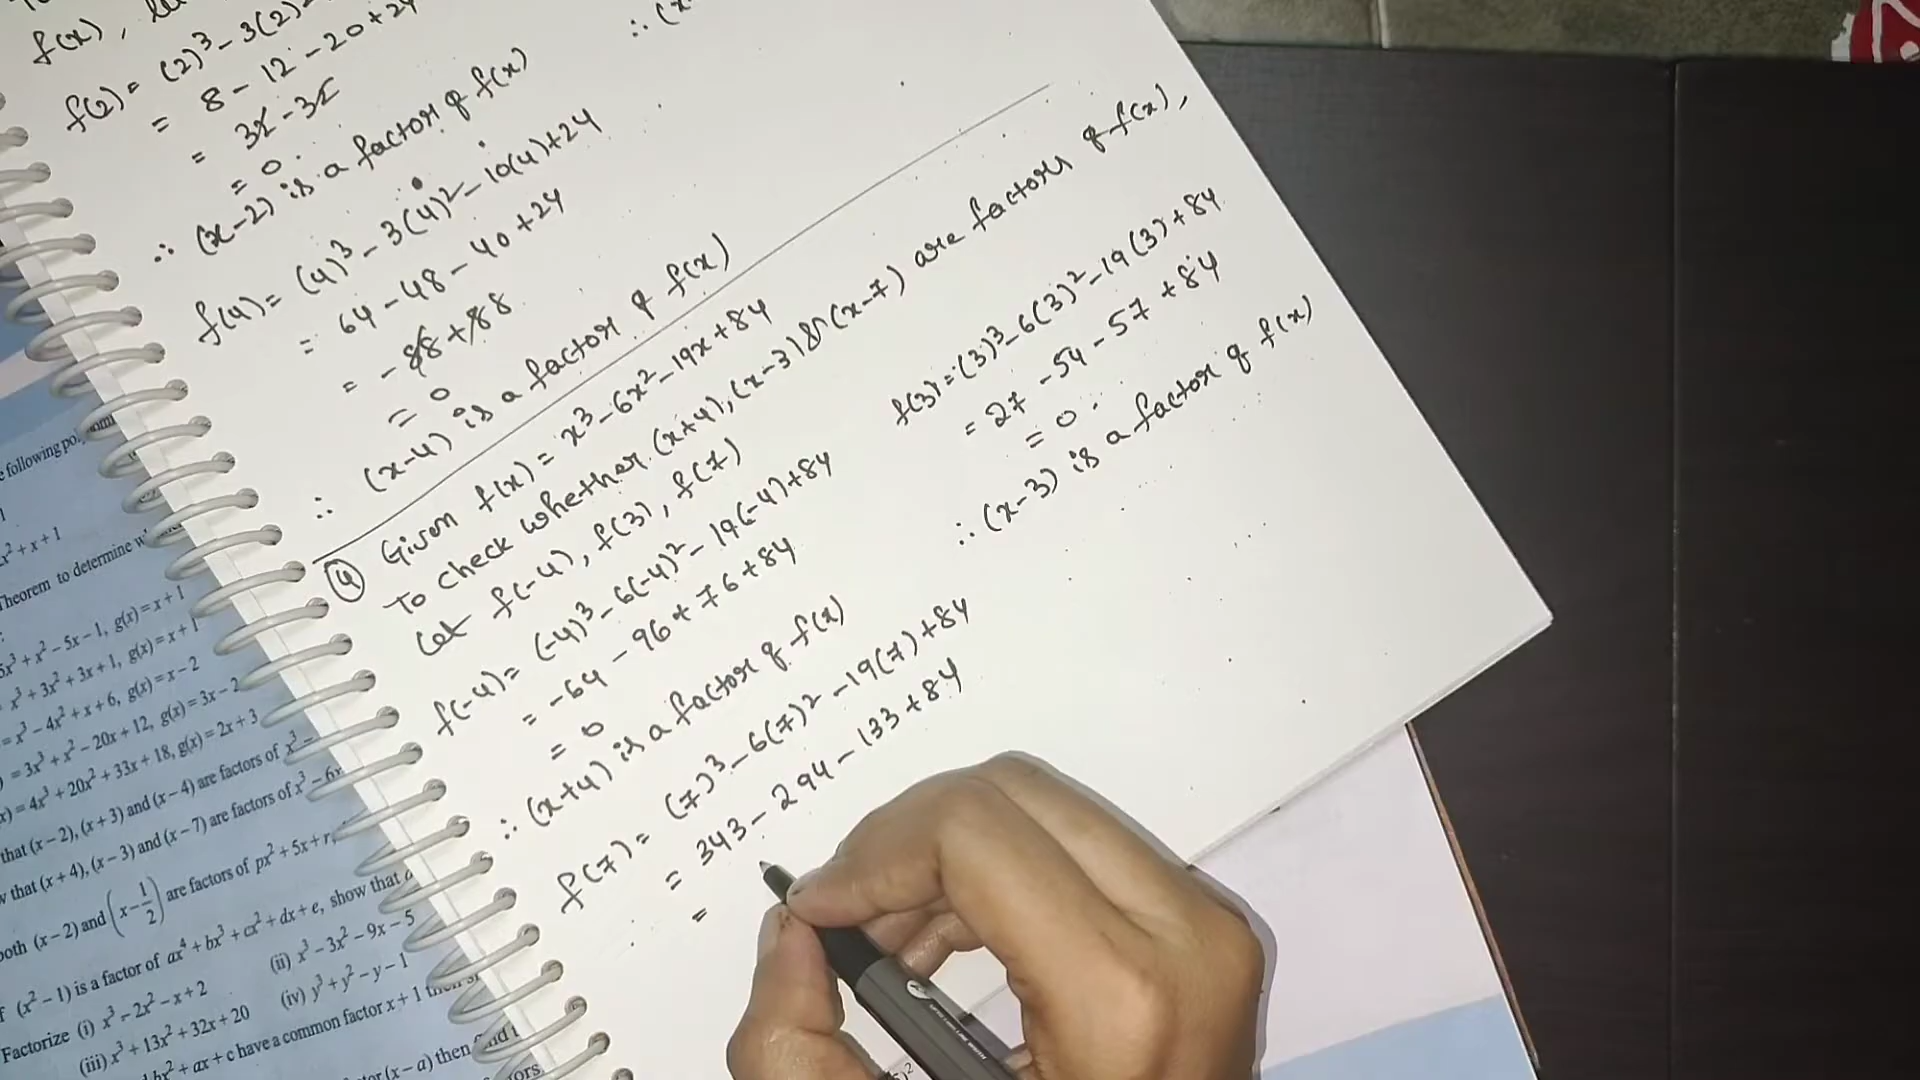 f(x),
f(2) = (2)³ - 3(2)
= 8 - 12 - 20 + 24
= 32 - 32
= 0.
∴ (x-2) is a factor of f(x)
f(4) = (4)³ - 3(4)² - 10(4) + 24
= 64 - 48 - 40 + 24
= -88 + 88
= 0
∴ (x-4) is a factor of f(x)
∴ (x-
④ Given f(x) = x³ - 6x² - 19x + 84
To check whether (x+4), (x-3) & (x-7) are factors of f(x),
Let f(-4), f(3), f(7)
f(-4) = (-4)³ - 6(-4)² - 19(-4) + 84
= -64 - 96 + 76 + 84
= 0
∴ (x+4) is a factor of f(x)
f(3) = (3)³ - 6(3)² - 19(3) + 84
= 27 - 54 - 57 + 84
= 0.
∴ (x-3) is a factor of f(x)
f(7) = (7)³ - 6(7)² - 19(7) + 84
= 343 - 294 - 133 + 84
=
e following
x² + x + 1
Theorem to determine
x³ + x² - 5x - 1, g(x) = x + 1
x³ + 3x² + 3x + 1, g(x) = x + 1
= x³ - 4x² + x + 6, g(x) = x - 2
) = 3x³ + x² - 20x + 12, g(x) = 3x - 2
x) = 4x³ + 20x² + 33x + 18, g(x) = 2x + 3
that (x - 2), (x + 3) and (x - 4) are factors of x³ -
w that (x + 4), (x - 3) and (x - 7) are factors of x³ - 6x
both (x - 2) and (x - 1/2) are factors of px² + 5x + r,
f (x² - 1) is a factor of ax⁴ + bx³ + cx² + dx + e, show that
Factorize (i) x³ - 2x² - x + 2 (ii) x³ - 3x² - 9x - 5
(iii) x³ + 13x² + 32x + 20 (iv) y³ + y² - y - 1
bx² + ax + c have a common factor x + 1 then
(x - a) then